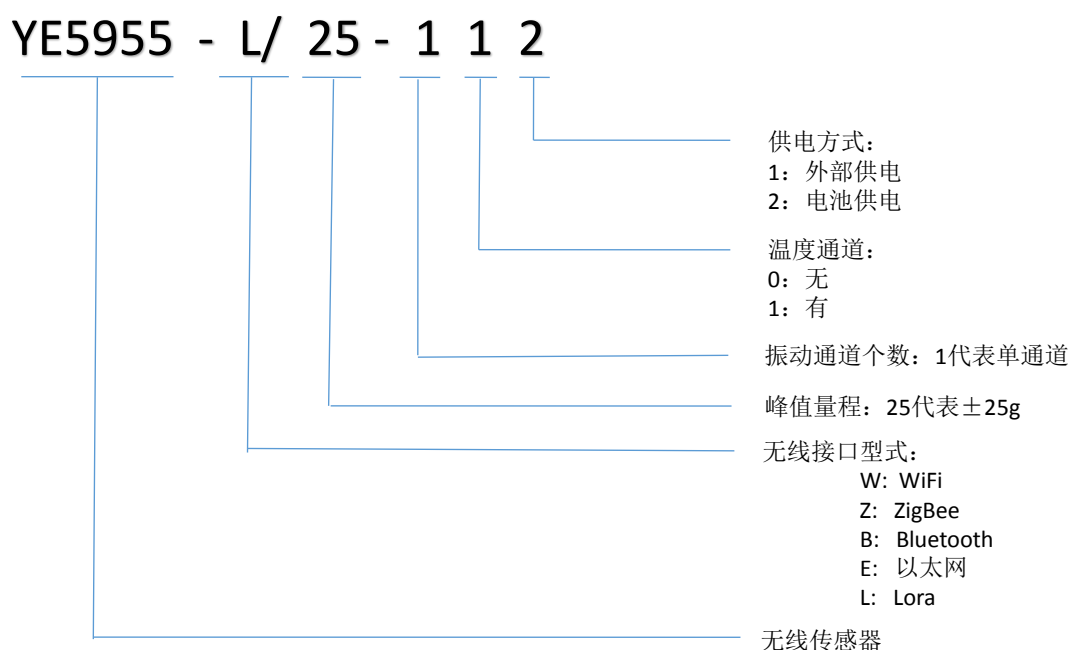 YE5955 - L/ 25 - 1 1 2
供电方式：
1：外部供电
2：电池供电
温度通道：
0：无
1：有
振动通道个数：1代表单通道
峰值量程：25代表±25g
无线接口型式：
W: WiFi
Z: ZigBee
B: Bluetooth
E: 以太网
L: Lora
无线传感器